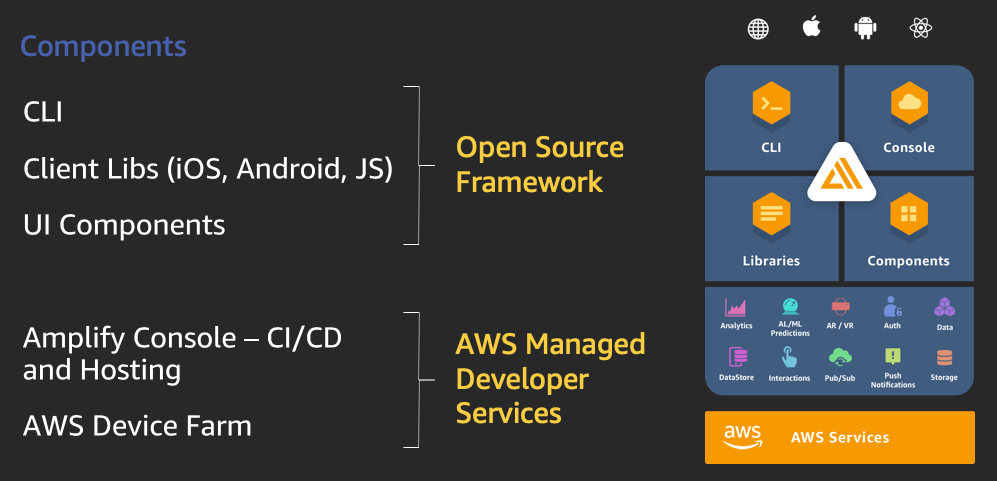 Components
CLI
Client Libs (iOS, Android, JS)
UI Components
Open Source
Framework
Amplify Console – CI/CD
and Hosting
AWS Device Farm
AWS Managed
Developer
Services
CLI
Console
Libraries
Components
Analytics
AL/ML
Predictions
AR / VR
Auth
Data
DataStore
Interactions
Pub/Sub
Push
Notifications
Storage
aws
AWS Services